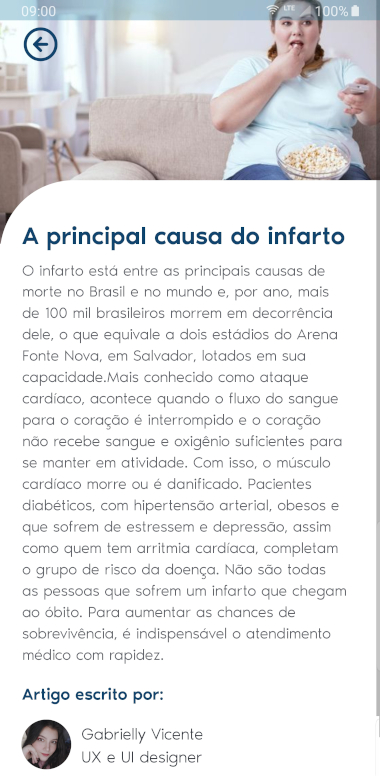 09:00
LTE
100%
A principal causa do infarto
O infarto está entre as principais causas de
morte no Brasil e no mundo e, por ano, mais
de 100 mil brasileiros morrem em decorrência
dele, o que equivale a dois estádios do Arena
Fonte Nova, em Salvador, lotados em sua
capacidade.Mais conhecido como ataque
cardíaco, acontece quando o fluxo do sangue
para o coração é interrompido e o coração
não recebe sangue e oxigênio suficientes para
se manter em atividade. Com isso, o músculo
cardíaco morre ou é danificado. Pacientes
diabéticos, com hipertensão arterial, obesos e
que sofrem de estressem e depressão, assim
como quem tem arritmia cardíaca, completam
o grupo de risco da doença. Não são todas
as pessoas que sofrem um infarto que chegam
ao óbito. Para aumentar as chances de
sobrevivência, é indispensável o atendimento
médico com rapidez.
Artigo escrito por:
Gabrielly Vicente
UX e UI designer